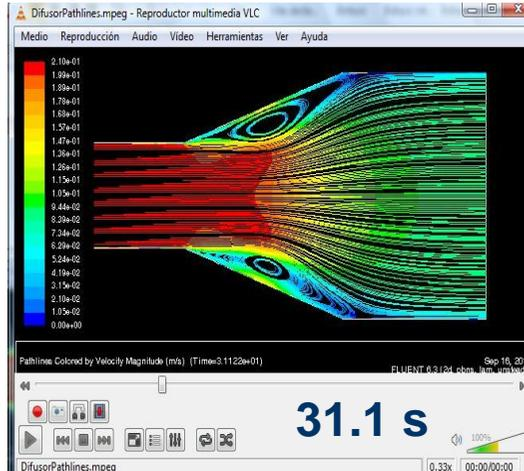 DifusorPathlines.mpeg - Reproductor multimedia VLC
Medio Reproducción Audio Vídeo Herramientas Ver Ayuda
2.10e-01
1.99e-01
1.89e-01
1.78e-01
1.68e-01
1.57e-01
1.47e-01
1.36e-01
1.26e-01
1.15e-01
1.05e-01
9.44e-02
8.39e-02
7.34e-02
6.29e-02
5.24e-02
4.19e-02
3.15e-02
2.10e-02
1.05e-02
0.00e+00
Pathlines Colored by Velocity Magnitude (m/s) (Time=3.1122e+01)
Sep 16, 20
FLUENT 6.3 (2d, pbns, lam, unstead
31.1 s
100%
DifusorPathlines.mpeg
0.33x
00:00/00:00